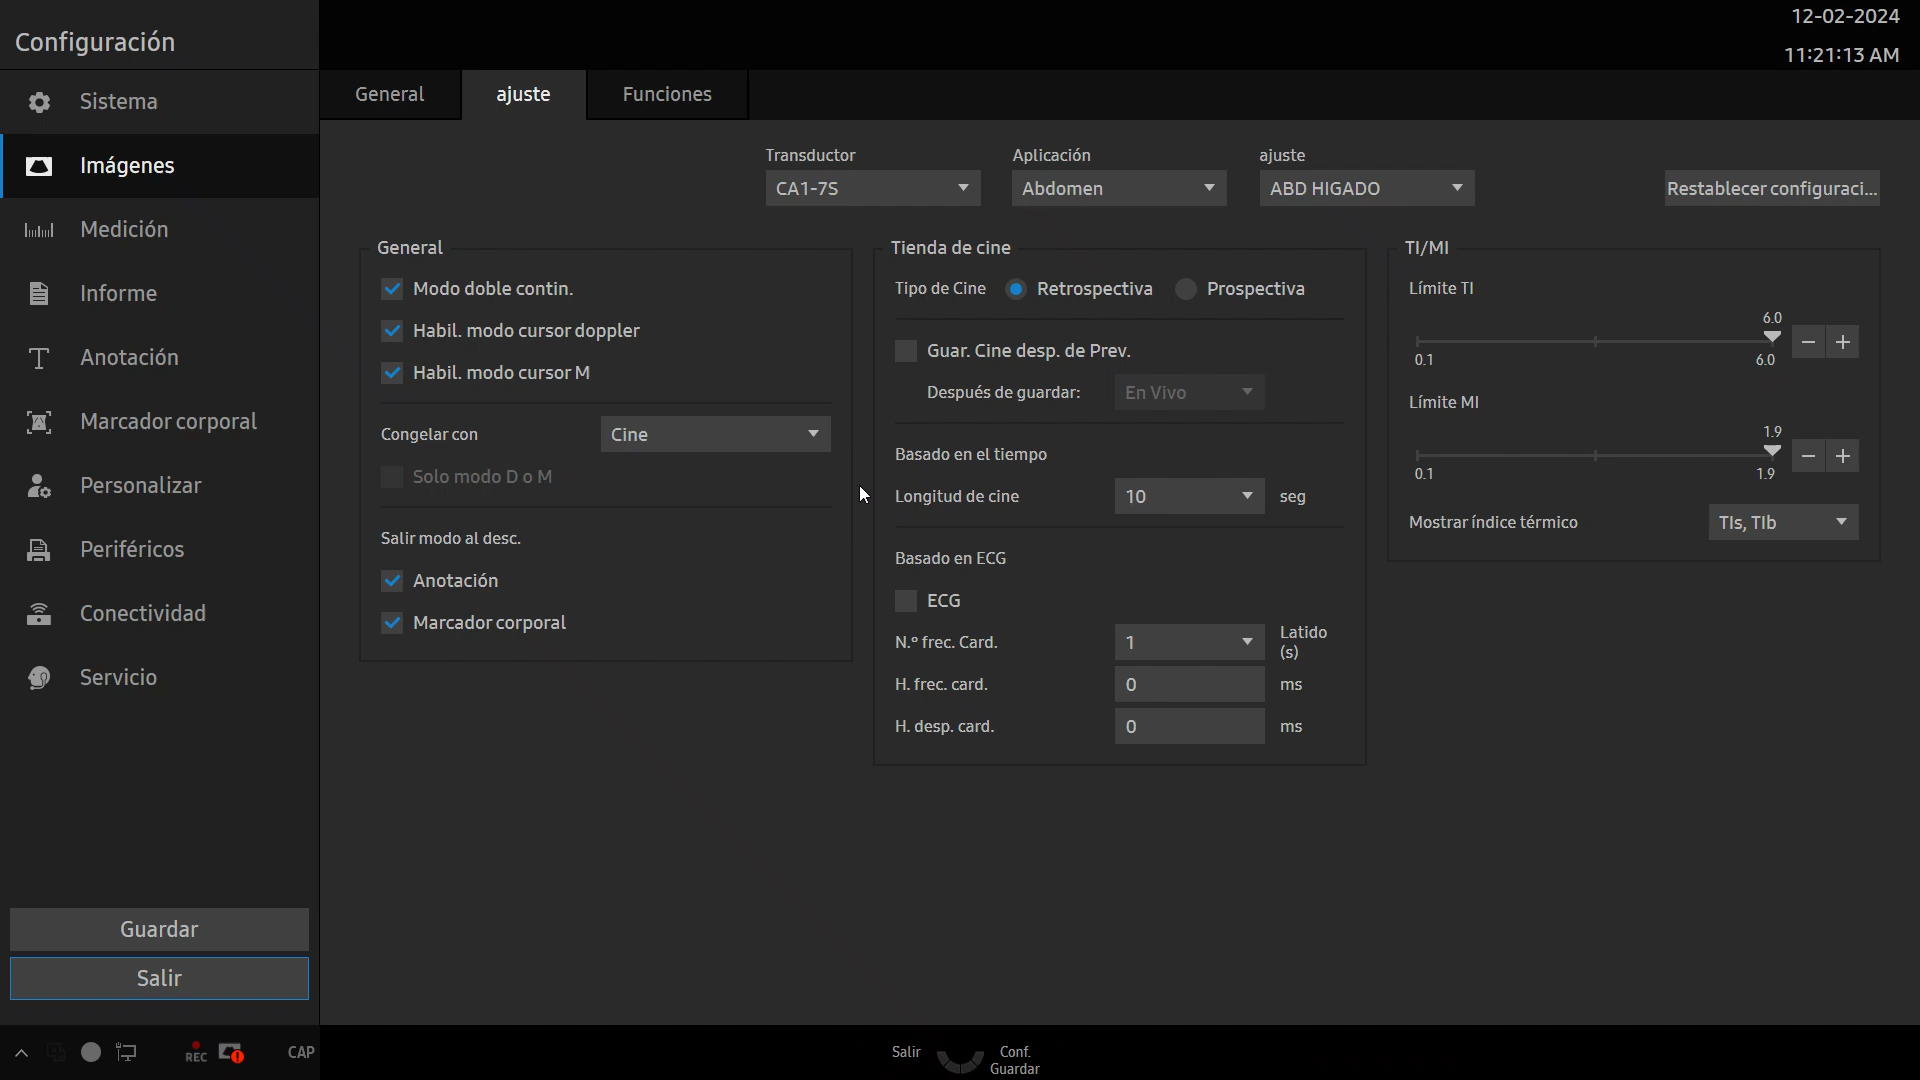 Configuración
12-02-2024
11:21:13 AM
Sistema
Imágenes
Medición
Informe
Anotación
Marcador corporal
Personalizar
Periféricos
Conectividad
Servicio
Guardar
Salir
REC
CAP
General ajuste Funciones
Transductor Aplicación ajuste
CA1-7S Abdomen ABD HIGADO Restablecer configuraci...
General
Modo doble contin.
Habil. modo cursor doppler
Habil. modo cursor M
Congelar con Cine
Solo modo D o M
Salir modo al desc.
Anotación
Marcador corporal
Tienda de cine
Tipo de Cine Retrospectiva Prospectiva
Guar. Cine desp. de Prev.
Después de guardar: En Vivo
Basado en el tiempo
Longitud de cine 10 seg
Basado en ECG
ECG
N.º frec. Card. 1 Latido
(s)
H. frec. card. 0 ms
H. desp. card. 0 ms
TI/MI
Límite TI
6.0
0.1 6.0
Límite MI
1.9
0.1 1.9
Mostrar índice térmico TIs, TIb
Salir Conf.
Guardar